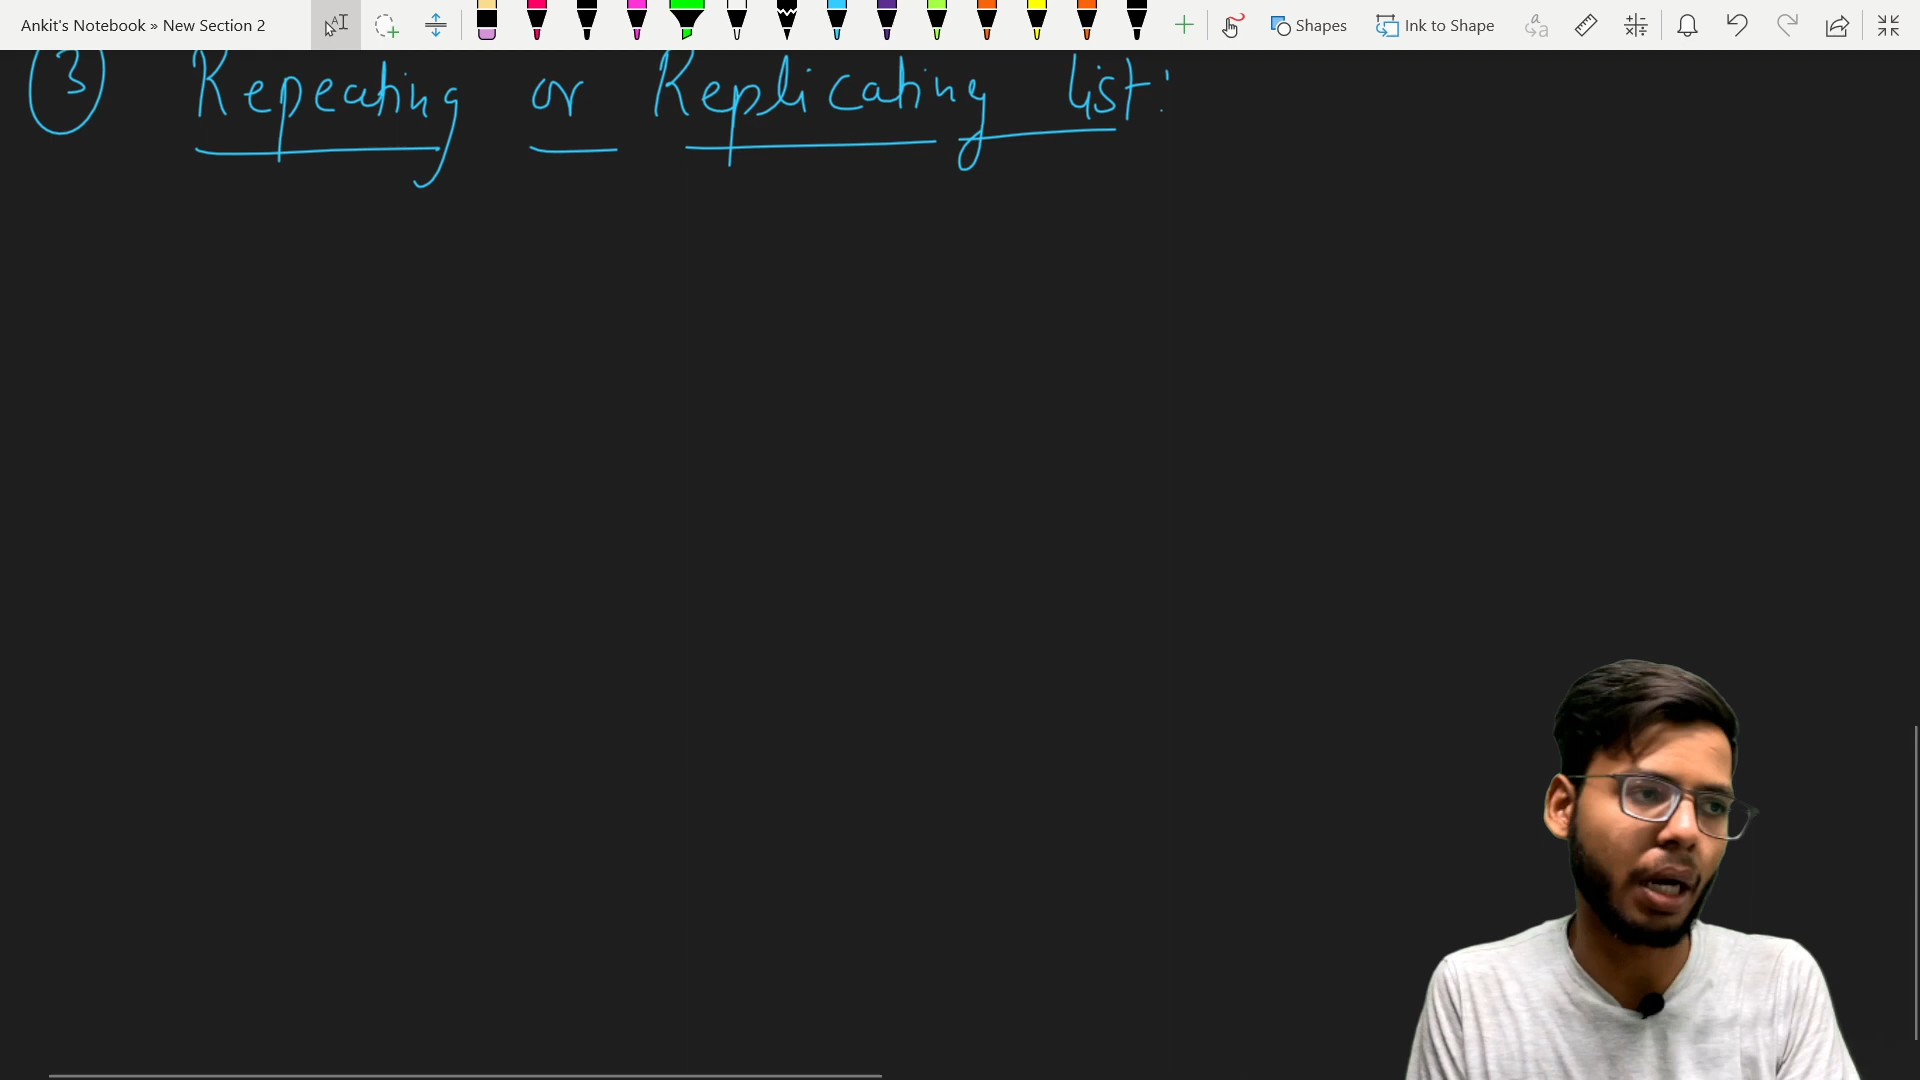 Ankit's Notebook » New Section 2
Shapes
Ink to Shape
3 Repeating or Replicating list: